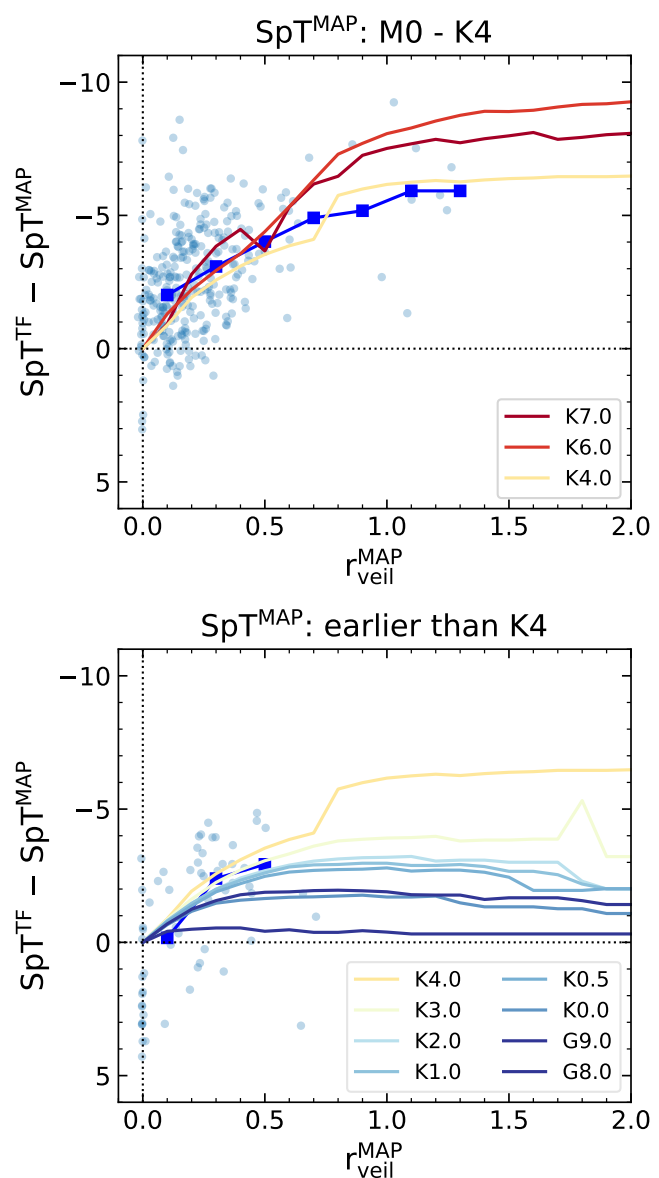 SpT^MAP: M0 - K4
−10
−5
0
5
SpT^TF − SpT^MAP
K7.0
K6.0
K4.0
0.0 0.5 1.0 1.5 2.0
r_veil^MAP
SpT^MAP: earlier than K4
−10
−5
0
5
SpT^TF − SpT^MAP
K4.0 K0.5
K3.0 K0.0
K2.0 G9.0
K1.0 G8.0
0.0 0.5 1.0 1.5 2.0
r_veil^MAP